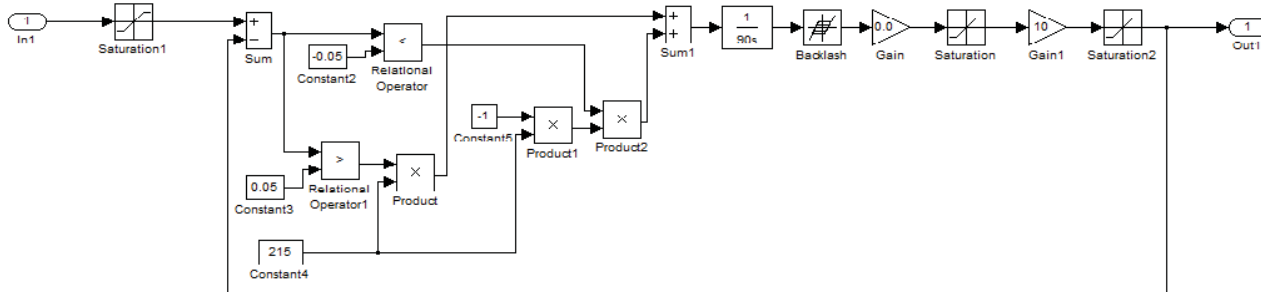 1
In1
Saturation1
+
−
Sum
-0.05
Constant2
<
Relational
Operator
0.05
Constant3
>
Relational
Operator1
×
Product
215
Constant4
-1
Constant5
×
Product1
×
Product2
+
+
Sum1
1
90s
Backlash
0.0
Gain
Saturation
10
Gain1
Saturation2
1
Out1